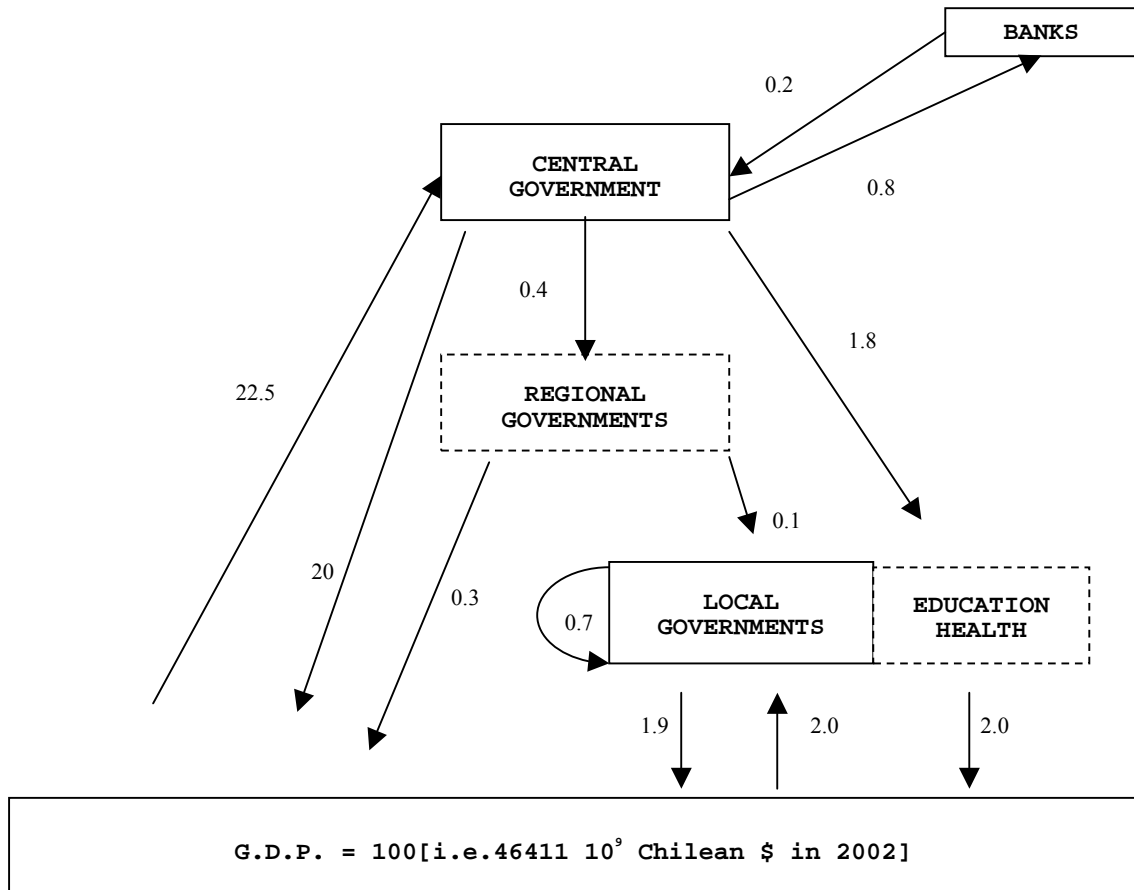 BANKS
0.2
CENTRAL
GOVERNMENT
0.8
0.4
1.8
22.5
REGIONAL
GOVERNMENTS
0.1
20
0.3
0.7
LOCAL
GOVERNMENTS
EDUCATION
HEALTH
1.9
2.0
2.0
G.D.P. = 100[i.e.46411 10⁹ Chilean $ in 2002]